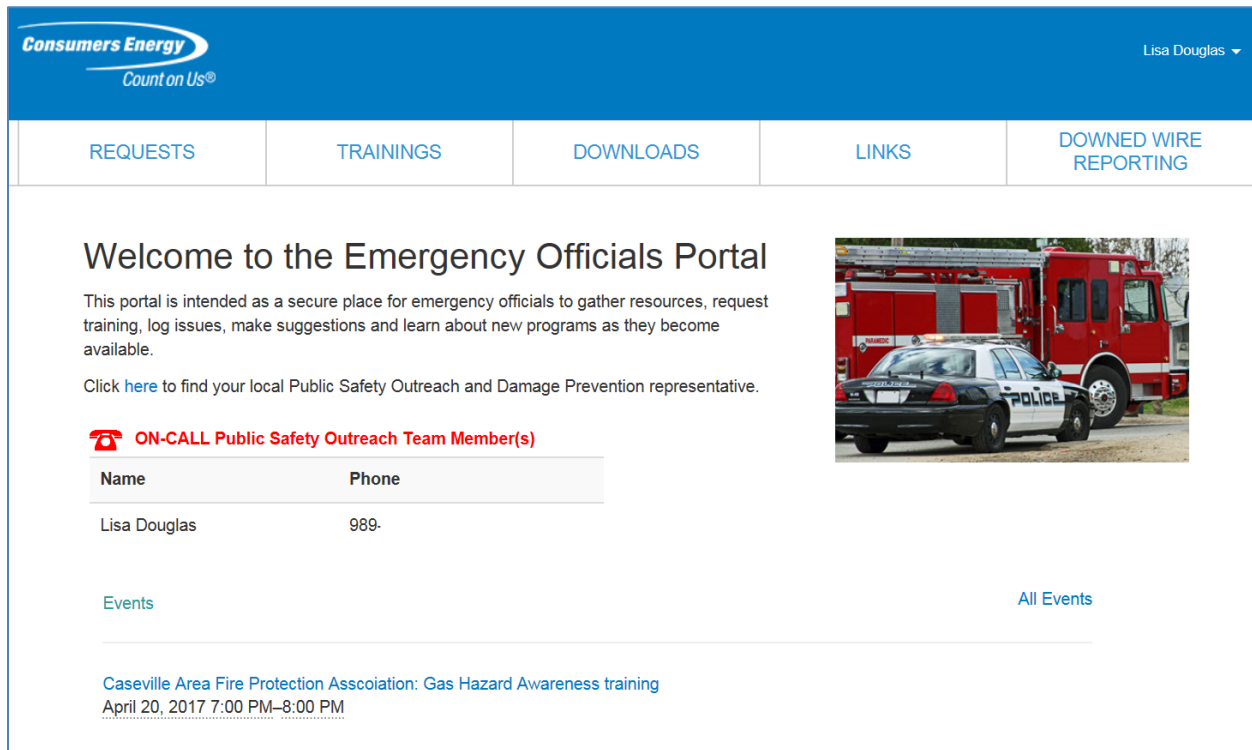 Consumers Energy
Count on Us®
Lisa Douglas
REQUESTS
TRAININGS
DOWNLOADS
LINKS
DOWNED WIRE
REPORTING
Welcome to the Emergency Officials Portal
This portal is intended as a secure place for emergency officials to gather resources, request
training, log issues, make suggestions and learn about new programs as they become
available.
Click here to find your local Public Safety Outreach and Damage Prevention representative.
PARAMEDIC
POLICE
POLICE
ON-CALL Public Safety Outreach Team Member(s)
Name Phone
Lisa Douglas 989-
Events
All Events
Caseville Area Fire Protection Asscoiation: Gas Hazard Awareness training
April 20, 2017 7:00 PM–8:00 PM